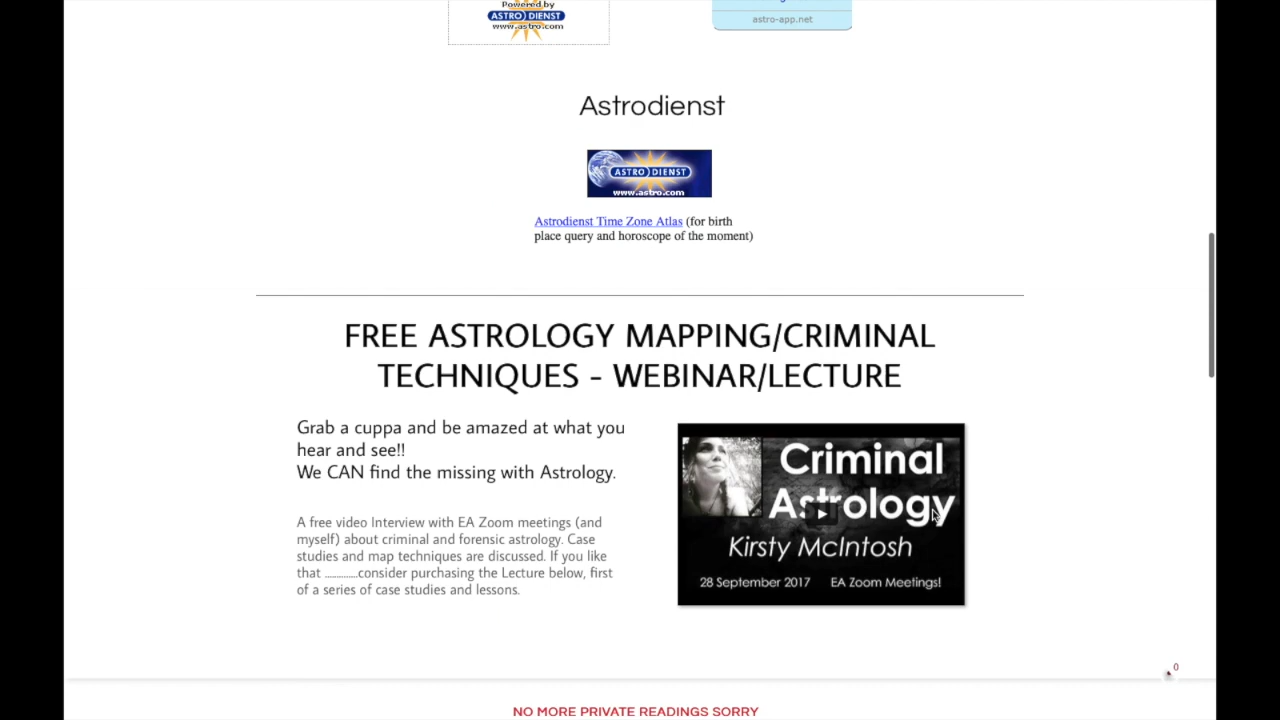 Powered by
ASTRO DIENST
www.astro.com
astro-app.net
Astrodienst
ASTRO DIENST
www.astro.com
Astrodienst Time Zone Atlas (for birth
place query and horoscope of the moment)
FREE ASTROLOGY MAPPING/CRIMINAL
TECHNIQUES - WEBINAR/LECTURE
Grab a cuppa and be amazed at what you
hear and see!!
We CAN find the missing with Astrology.
A free video Interview with EA Zoom meetings (and
myself) about criminal and forensic astrology. Case
studies and map techniques are discussed. If you like
that ..............consider purchasing the Lecture below, first
of a series of case studies and lessons.
Criminal
Astrology
Kirsty McIntosh
28 September 2017 EA Zoom Meetings!
0
NO MORE PRIVATE READINGS SORRY